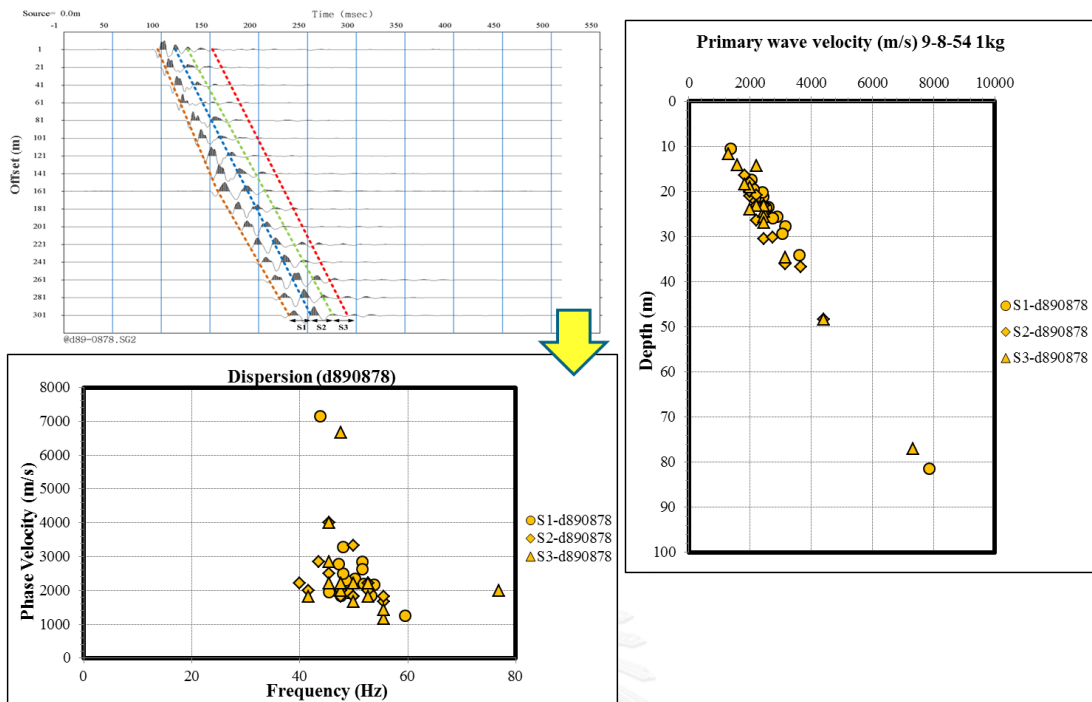 Source= 0.0m
Time (msec)
-1 50 100 150 200 250 300 350 400 450 500 550
Offset (m)
1
21
41
61
81
101
121
141
161
181
201
221
241
261
281
301
S1 S2 S3
@d89-0878.SG2
Primary wave velocity (m/s) 9-8-54 1kg
0 2000 4000 6000 8000 10000
Depth (m)
0
10
20
30
40
50
60
70
80
90
100
S1-d890878
S2-d890878
S3-d890878
Dispersion (d890878)
Phase Velocity (m/s)
8000
7000
6000
5000
4000
3000
2000
1000
0
0 20 40 60 80
Frequency (Hz)
S1-d890878
S2-d890878
S3-d890878